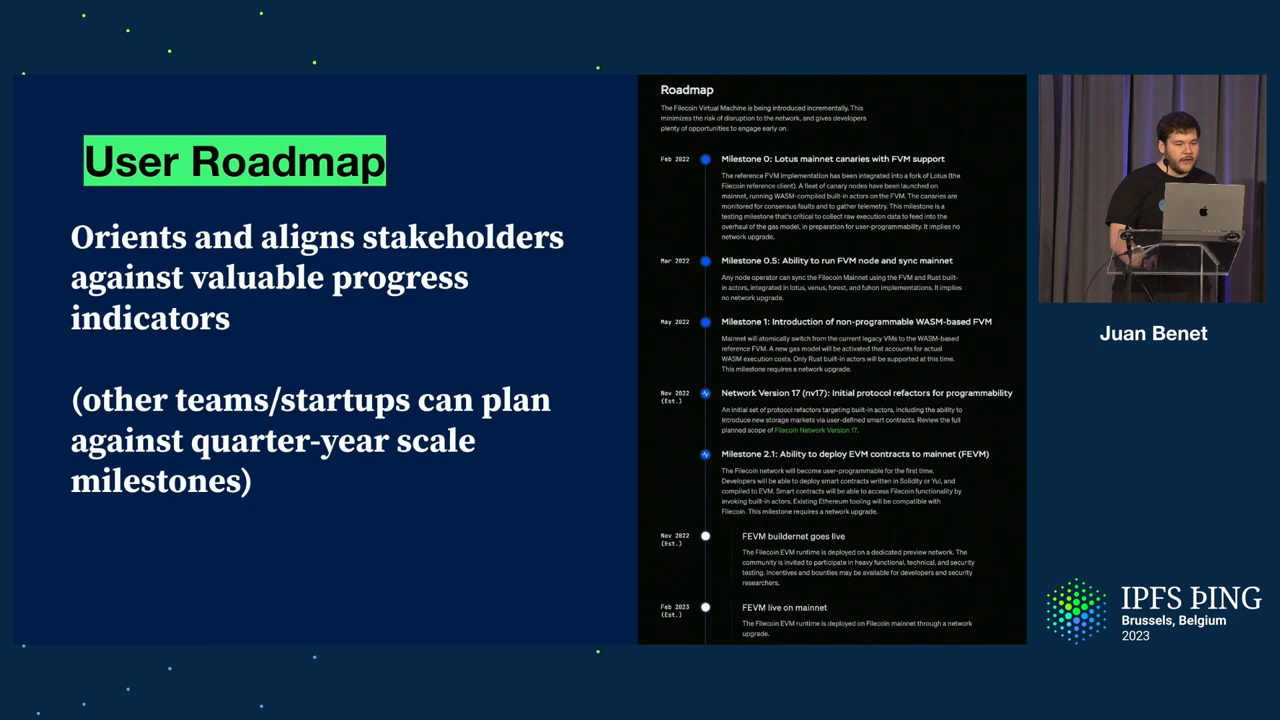 User Roadmap
Orients and aligns stakeholders
against valuable progress
indicators
(other teams/startups can plan
against quarter-year scale
milestones)
Roadmap
The Filecoin Virtual Machine is being introduced incrementally. This
minimizes the risk of disruption to the network, and gives developers
plenty of opportunities to engage early on.
Feb 2022
Milestone 0: Lotus mainnet canaries with FVM support
The reference FVM implementation has been integrated into a fork of Lotus (the
Filecoin reference client). A fleet of canary nodes have been launched on
mainnet, running WASM-compiled built-in actors on the FVM. The canaries are
monitored for consensus faults and to gather telemetry. This milestone is a
testing milestone that's critical to collect raw execution data to feed into the
overhaul of the gas model, in preparation for user-programmability. It implies no
network upgrade.
Mar 2022
Milestone 0.5: Ability to run FVM node and sync mainnet
Any node operator can sync the Filecoin Mainnet using the FVM and Rust built-
in actors, integrated in lotus, venus, forest, and fuhon implementations. It implies
no network upgrade.
May 2022
Milestone 1: Introduction of non-programmable WASM-based FVM
Mainnet will atomically switch from the current legacy VMs to the WASM-based
reference FVM. A new gas model will be activated that accounts for actual
WASM execution costs. Only Rust built-in actors will be supported at this time.
This milestone requires a network upgrade.
Nov 2022
(Est.)
Network Version 17 (nv17): Initial protocol refactors for programmability
An initial set of protocol refactors targeting built-in actors, including the ability to
introduce new storage markets via user-defined smart contracts. Review the full
planned scope of Filecoin Network Version 17.
Milestone 2.1: Ability to deploy EVM contracts to mainnet (FEVM)
The Filecoin network will become user-programmable for the first time.
Developers will be able to deploy smart contracts written in Solidity or Yul, and
compiled to EVM. Smart contracts will be able to access Filecoin functionality by
invoking built-in actors. Existing Ethereum tooling will be compatible with
Filecoin. This milestone requires a network upgrade.
Nov 2022
(Est.)
FEVM buildernet goes live
The Filecoin EVM runtime is deployed on a dedicated preview network. The
community is invited to participate in heavy functional, technical, and security
testing. Incentives and bounties may be available for developers and security
researchers.
Feb 2023
(Est.)
FEVM live on mainnet
The Filecoin EVM runtime is deployed on Filecoin mainnet through a network
upgrade.
Juan Benet
IPFS ÞING
Brussels, Belgium
2023